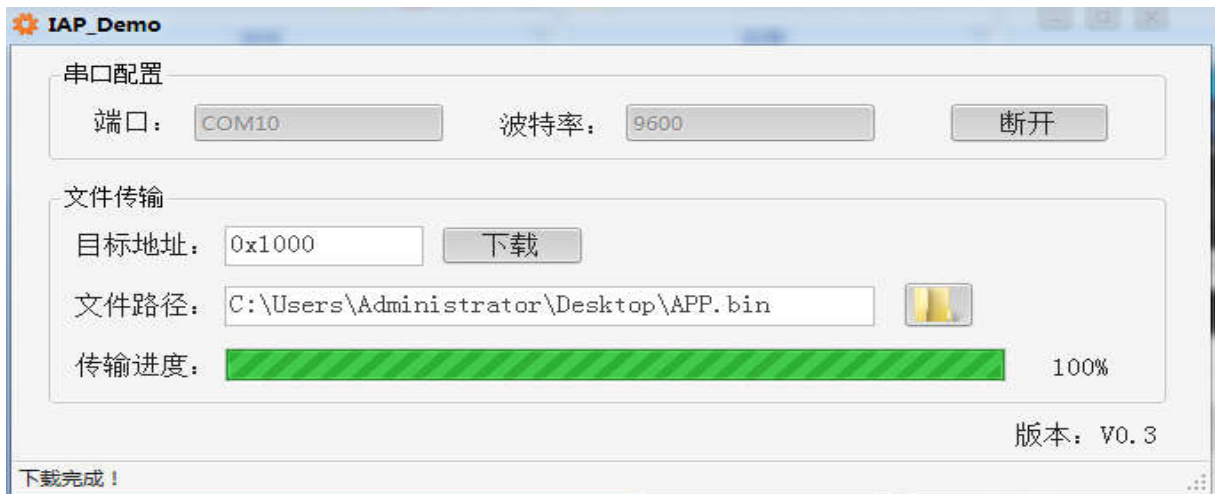 IAP_Demo
串口配置
端口： COM10 波特率： 9600 断开
文件传输
目标地址： 0x1000 下载
文件路径： C:\Users\Administrator\Desktop\APP.bin
传输进度： 100%
版本：V0.3
下载完成！